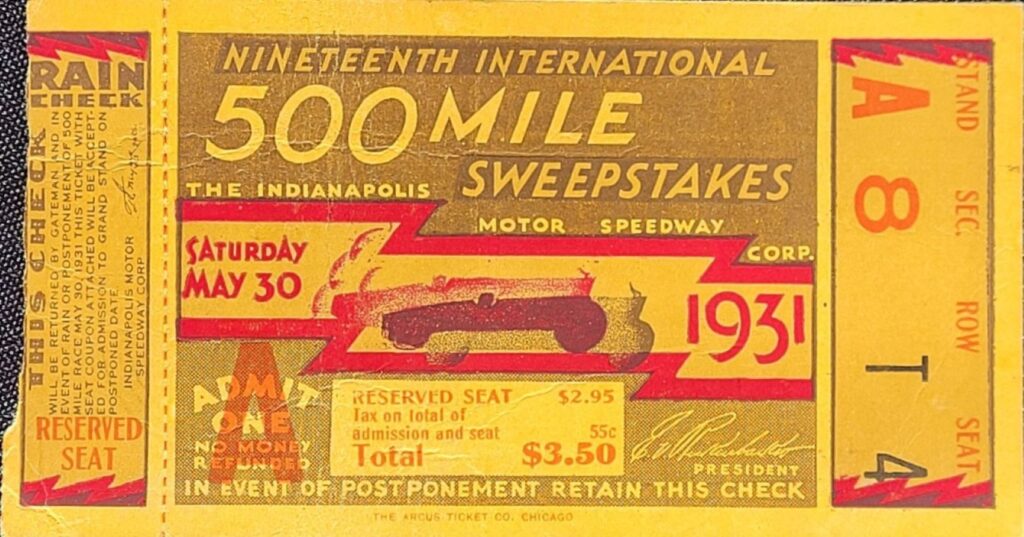 RAIN
CHECK
THIS CHECK
WILL BE RETURNED BY GATEMAN AND IN
EVENT OF RAIN OR POSTPONEMENT OF 500
MILE RACE MAY 30, 1931 THIS TICKET WITH
SEAT COUPON ATTACHED WILL BE ACCEPT-
ED FOR ADMISSION TO GRAND STAND ON
POSTPONED DATE.
INDIANAPOLIS MOTOR
SPEEDWAY CORP
RESERVED
SEAT
NINETEENTH INTERNATIONAL
500 MILE
SWEEPSTAKES
THE INDIANAPOLIS
MOTOR SPEEDWAY
CORP.
SATURDAY
MAY 30
1931
A
ADMIT
ONE
NO MONEY
REFUNDED
RESERVED SEAT $2.95
Tax on total of
admission and seat 55c
Total $3.50
PRESIDENT
IN EVENT OF POSTPONEMENT RETAIN THIS CHECK
THE ARCUS TICKET CO. CHICAGO
STAND SEC. ROW SEAT
A 8 T 4